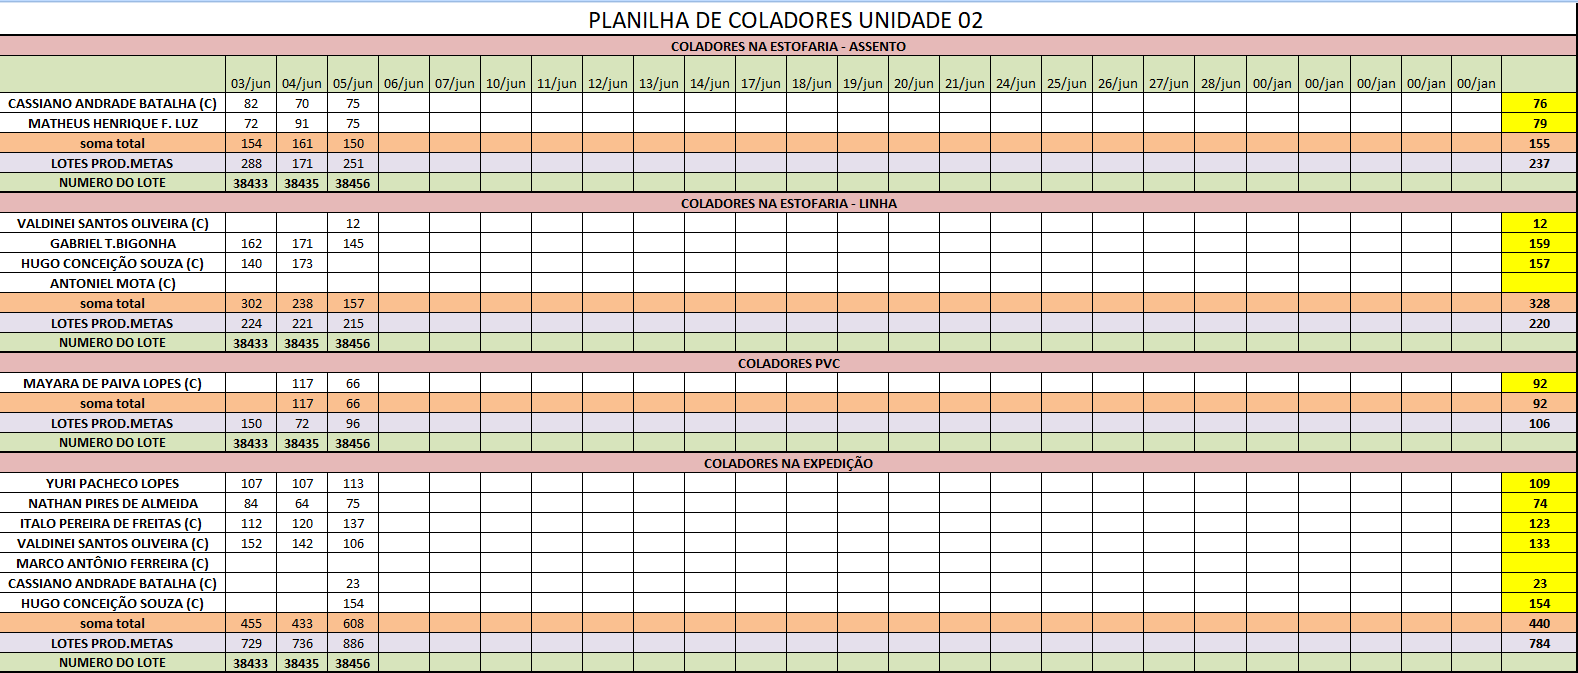 PLANILHA DE COLADORES UNIDADE 02
COLADORES NA ESTOFARIA - ASSENTO
03/jun 04/jun 05/jun 06/jun 07/jun 10/jun 11/jun 12/jun 13/jun 14/jun 17/jun 18/jun 19/jun 20/jun 21/jun 24/jun 25/jun 26/jun 27/jun 28/jun 00/jan 00/jan 00/jan 00/jan 00/jan
CASSIANO ANDRADE BATALHA (C) 82 70 75 76
MATHEUS HENRIQUE F. LUZ 72 91 75 79
soma total 154 161 150 155
LOTES PROD.METAS 288 171 251 237
NUMERO DO LOTE 38433 38435 38456
COLADORES NA ESTOFARIA - LINHA
VALDINEI SANTOS OLIVEIRA (C) 12 12
GABRIEL T.BIGONHA 162 171 145 159
HUGO CONCEIÇÃO SOUZA (C) 140 173 157
ANTONIEL MOTA (C)
soma total 302 238 157 328
LOTES PROD.METAS 224 221 215 220
NUMERO DO LOTE 38433 38435 38456
COLADORES PVC
MAYARA DE PAIVA LOPES (C) 117 66 92
soma total 117 66 92
LOTES PROD.METAS 150 72 96 106
NUMERO DO LOTE 38433 38435 38456
COLADORES NA EXPEDIÇÃO
YURI PACHECO LOPES 107 107 113 109
NATHAN PIRES DE ALMEIDA 84 64 75 74
ITALO PEREIRA DE FREITAS (C) 112 120 137 123
VALDINEI SANTOS OLIVEIRA (C) 152 142 106 133
MARCO ANTÔNIO FERREIRA (C)
CASSIANO ANDRADE BATALHA (C) 23 23
HUGO CONCEIÇÃO SOUZA (C) 154 154
soma total 455 433 608 440
LOTES PROD.METAS 729 736 886 784
NUMERO DO LOTE 38433 38435 38456